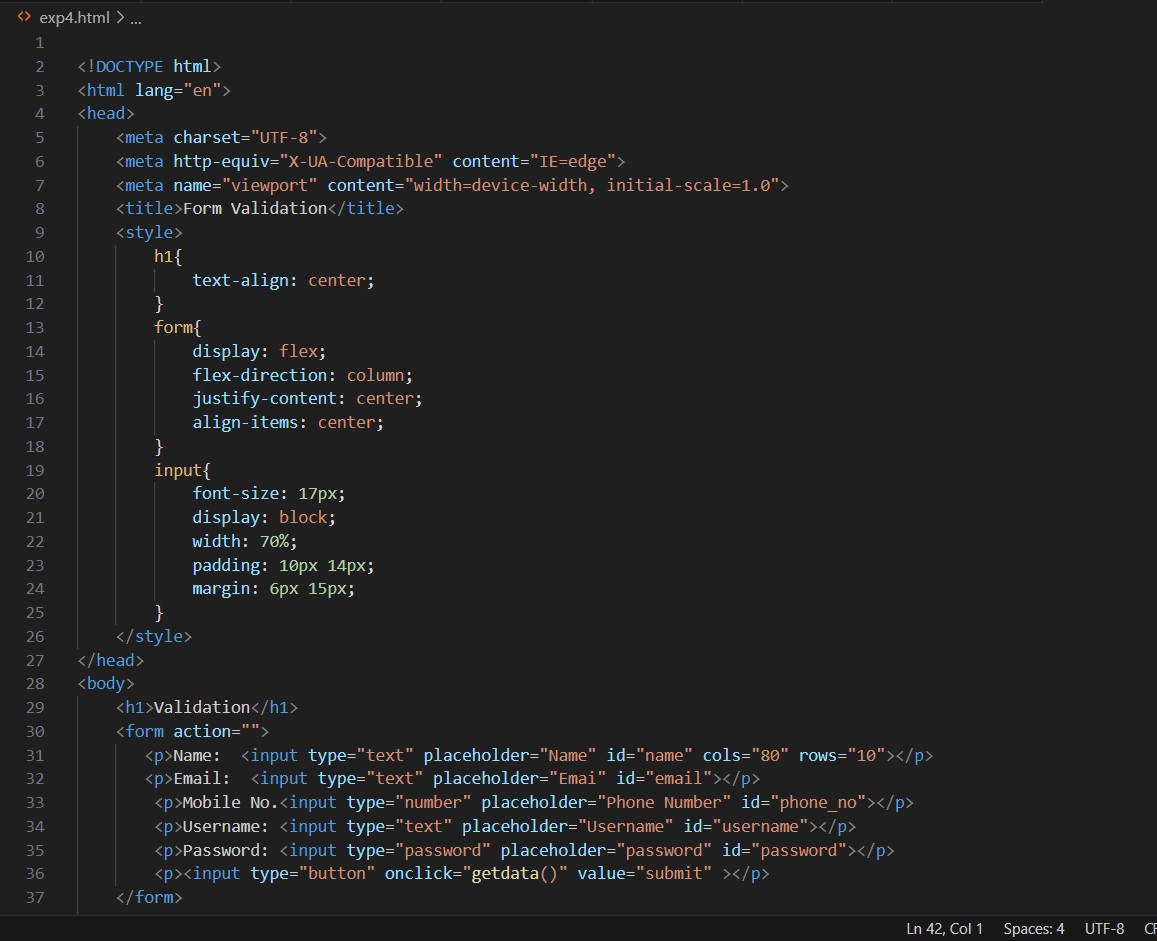 <> exp4.html > ...
1
2 <!DOCTYPE html>
3 <html lang="en">
4 <head>
5     <meta charset="UTF-8">
6     <meta http-equiv="X-UA-Compatible" content="IE=edge">
7     <meta name="viewport" content="width=device-width, initial-scale=1.0">
8     <title>Form Validation</title>
9     <style>
10         h1{
11             text-align: center;
12         }
13         form{
14             display: flex;
15             flex-direction: column;
16             justify-content: center;
17             align-items: center;
18         }
19         input{
20             font-size: 17px;
21             display: block;
22             width: 70%;
23             padding: 10px 14px;
24             margin: 6px 15px;
25         }
26     </style>
27 </head>
28 <body>
29     <h1>Validation</h1>
30     <form action="">
31        <p>Name:  <input type="text" placeholder="Name" id="name" cols="80" rows="10"></p>
32        <p>Email:  <input type="text" placeholder="Emai" id="email"></p>
33         <p>Mobile No.<input type="number" placeholder="Phone Number" id="phone_no"></p>
34         <p>Username: <input type="text" placeholder="Username" id="username"></p>
35         <p>Password: <input type="password" placeholder="password" id="password"></p>
36         <p><input type="button" onclick="getdata()" value="submit" ></p>
37     </form>
Ln 42, Col 1 Spaces: 4 UTF-8